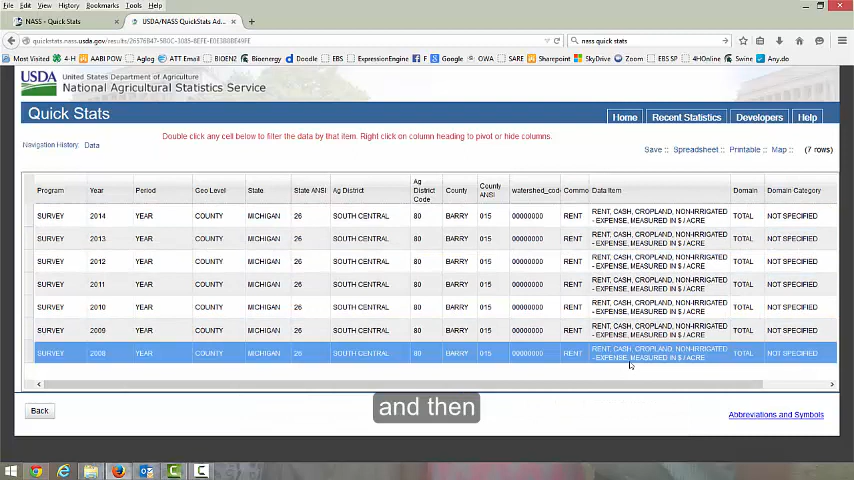 File Edit View History Bookmarks Tools Help
NASS - Quick Stats × USDA/NASS QuickStats Ad... × +
quickstats.nass.usda.gov/results/ nass quick stats
Most Visited 4 H AABI POW Aglog ATT Email BIOEN2 Bioenergy Doodle EBS ExpressionEngine F Google OWA SARE Sharepoint SkyDrive Zoom EBS SP 4HOnline Swine Any.do
USDA United States Department of Agriculture
National Agricultural Statistics Service
Quick Stats
Home Recent Statistics Developers Help
Double click any cell below to filter the data by that item. Right click on column heading to pivot or hide columns.
Navigation History: Data
Save :: Spreadsheet :: Printable :: Map :: (7 rows)
Program Year Period Geo Level State State ANSI Ag District Ag District Code County County ANSI watershed_cod Commo Data Item Domain Domain Category
SURVEY 2014 YEAR COUNTY MICHIGAN 26 SOUTH CENTRAL 80 BARRY 015 00000000 RENT RENT, CASH, CROPLAND, NON-IRRIGATED - EXPENSE, MEASURED IN $ / ACRE TOTAL NOT SPECIFIED
SURVEY 2013 YEAR COUNTY MICHIGAN 26 SOUTH CENTRAL 80 BARRY 015 00000000 RENT RENT, CASH, CROPLAND, NON-IRRIGATED - EXPENSE, MEASURED IN $ / ACRE TOTAL NOT SPECIFIED
SURVEY 2012 YEAR COUNTY MICHIGAN 26 SOUTH CENTRAL 80 BARRY 015 00000000 RENT RENT, CASH, CROPLAND, NON-IRRIGATED - EXPENSE, MEASURED IN $ / ACRE TOTAL NOT SPECIFIED
SURVEY 2011 YEAR COUNTY MICHIGAN 26 SOUTH CENTRAL 80 BARRY 015 00000000 RENT RENT, CASH, CROPLAND, NON-IRRIGATED - EXPENSE, MEASURED IN $ / ACRE TOTAL NOT SPECIFIED
SURVEY 2010 YEAR COUNTY MICHIGAN 26 SOUTH CENTRAL 80 BARRY 015 00000000 RENT RENT, CASH, CROPLAND, NON-IRRIGATED - EXPENSE, MEASURED IN $ / ACRE TOTAL NOT SPECIFIED
SURVEY 2009 YEAR COUNTY MICHIGAN 26 SOUTH CENTRAL 80 BARRY 015 00000000 RENT RENT, CASH, CROPLAND, NON-IRRIGATED - EXPENSE, MEASURED IN $ / ACRE TOTAL NOT SPECIFIED
SURVEY 2008 YEAR COUNTY MICHIGAN 26 SOUTH CENTRAL 80 BARRY 015 00000000 RENT RENT, CASH, CROPLAND, NON-IRRIGATED - EXPENSE, MEASURED IN $ / ACRE TOTAL NOT SPECIFIED
Back
and then
Abbreviations and Symbols